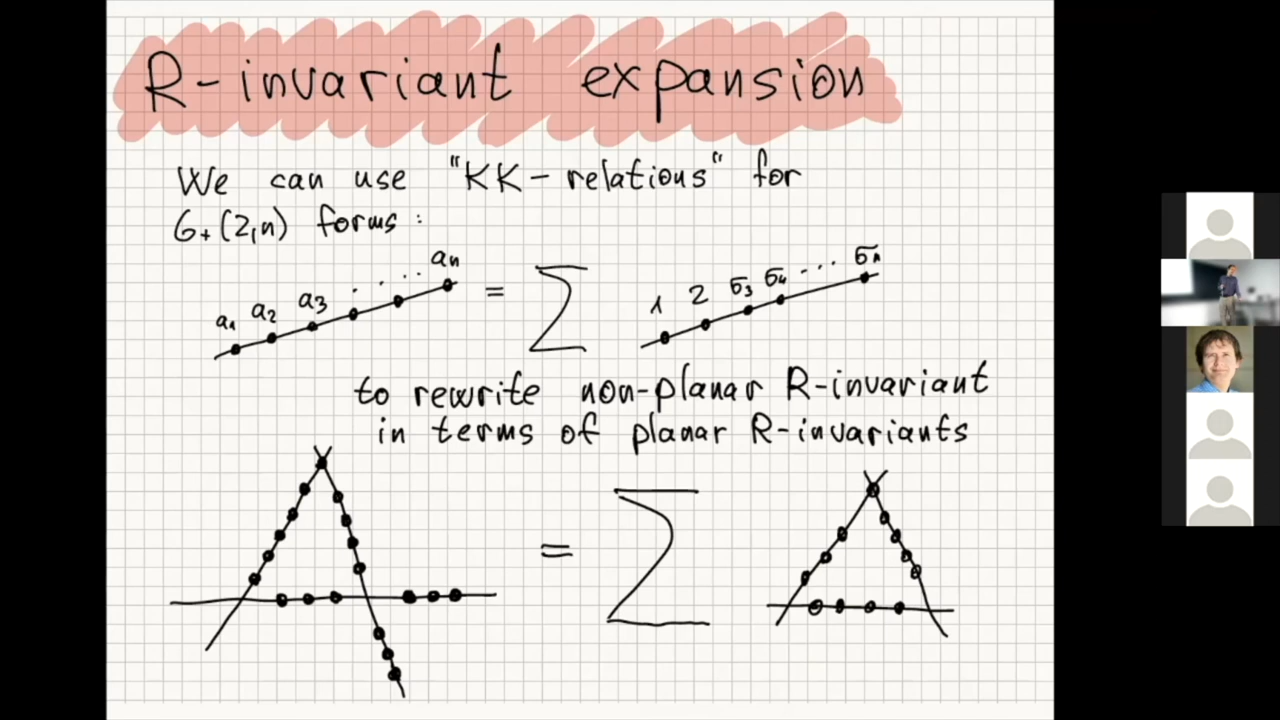 R-invariant expansion
We can use "KK-relations" for
G+(2,n) forms:
a1 a2 a3 ... an = Σ 1 2 σ3 σ4 ... σn
to rewrite non-planar R-invariant
in terms of planar R-invariants
= Σ